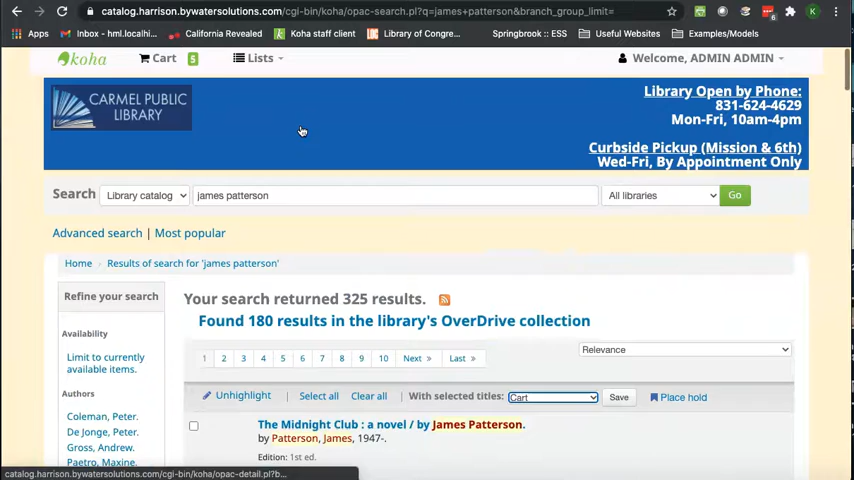 catalog.harrison.bywatersolutions.com/cgi-bin/koha/opac-search.pl?q=james+patterson&branch_group_limit=
6
K
Apps
Inbox - hml.locali...
California Revealed
Koha staff client
Library of Congre...
Springbrook :: ESS
Useful Websites
Examples/Models
koha
Cart 5
Lists
Welcome, ADMIN ADMIN
CARMEL PUBLIC
LIBRARY
Library Open by Phone:
831-624-4629
Mon-Fri, 10am-4pm
Curbside Pickup (Mission & 6th)
Wed-Fri, By Appointment Only
Search Library catalog james patterson All libraries Go
Advanced search | Most popular
Home Results of search for 'james patterson'
Refine your search
Availability
Limit to currently
available items.
Authors
Coleman, Peter.
De Jonge, Peter.
Gross, Andrew.
Paetro, Maxine.
Your search returned 325 results.
Found 180 results in the library's OverDrive collection
1 2 3 4 5 6 7 8 9 10 Next » Last »
Relevance
Unhighlight | Select all Clear all | With selected titles: Cart Save Place hold
The Midnight Club : a novel / by James Patterson.
by Patterson, James, 1947-.
Edition: 1st ed.
catalog.harrison.bywatersolutions.com/cgi-bin/koha/opac-detail.pl?b...